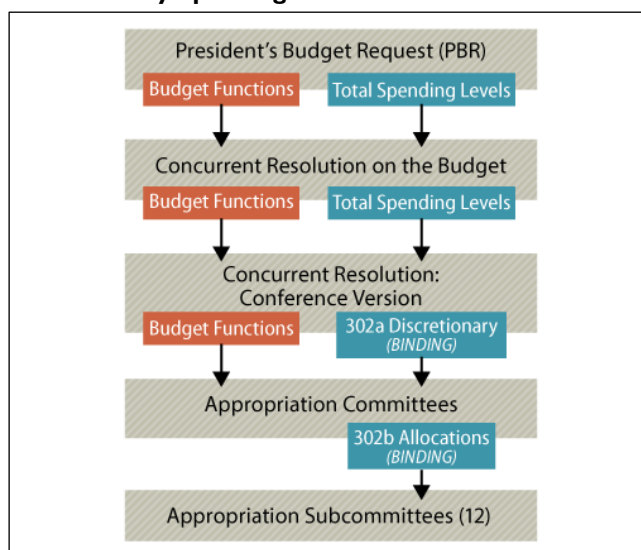 President's Budget Request (PBR)
Budget Functions
Total Spending Levels
Concurrent Resolution on the Budget
Budget Functions
Total Spending Levels
Concurrent Resolution:
Conference Version
Budget Functions
302a Discretionary
(BINDING)
Appropriation Committees
302b Allocations
(BINDING)
Appropriation Subcommittees (12)